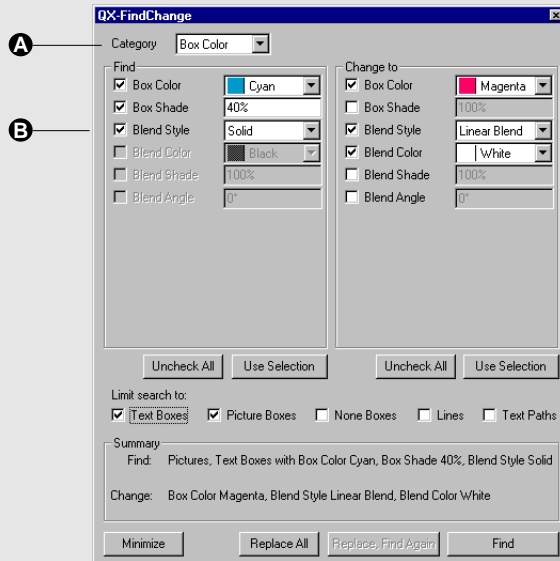 QX-FindChange
A
Category Box Color
Find
Change to
Box Color Cyan
Box Color Magenta
Box Shade 40%
Box Shade 100%
B
Blend Style Solid
Blend Style Linear Blend
Blend Color Black
Blend Color White
Blend Shade 100%
Blend Shade 100%
Blend Angle 0°
Blend Angle 0°
Uncheck All Use Selection
Uncheck All Use Selection
Limit search to:
Text Boxes Picture Boxes None Boxes Lines Text Paths
Summary
Find: Pictures, Text Boxes with Box Color Cyan, Box Shade 40%, Blend Style Solid
Change: Box Color Magenta, Blend Style Linear Blend, Blend Color White
Minimize Replace All Replace, Find Again Find